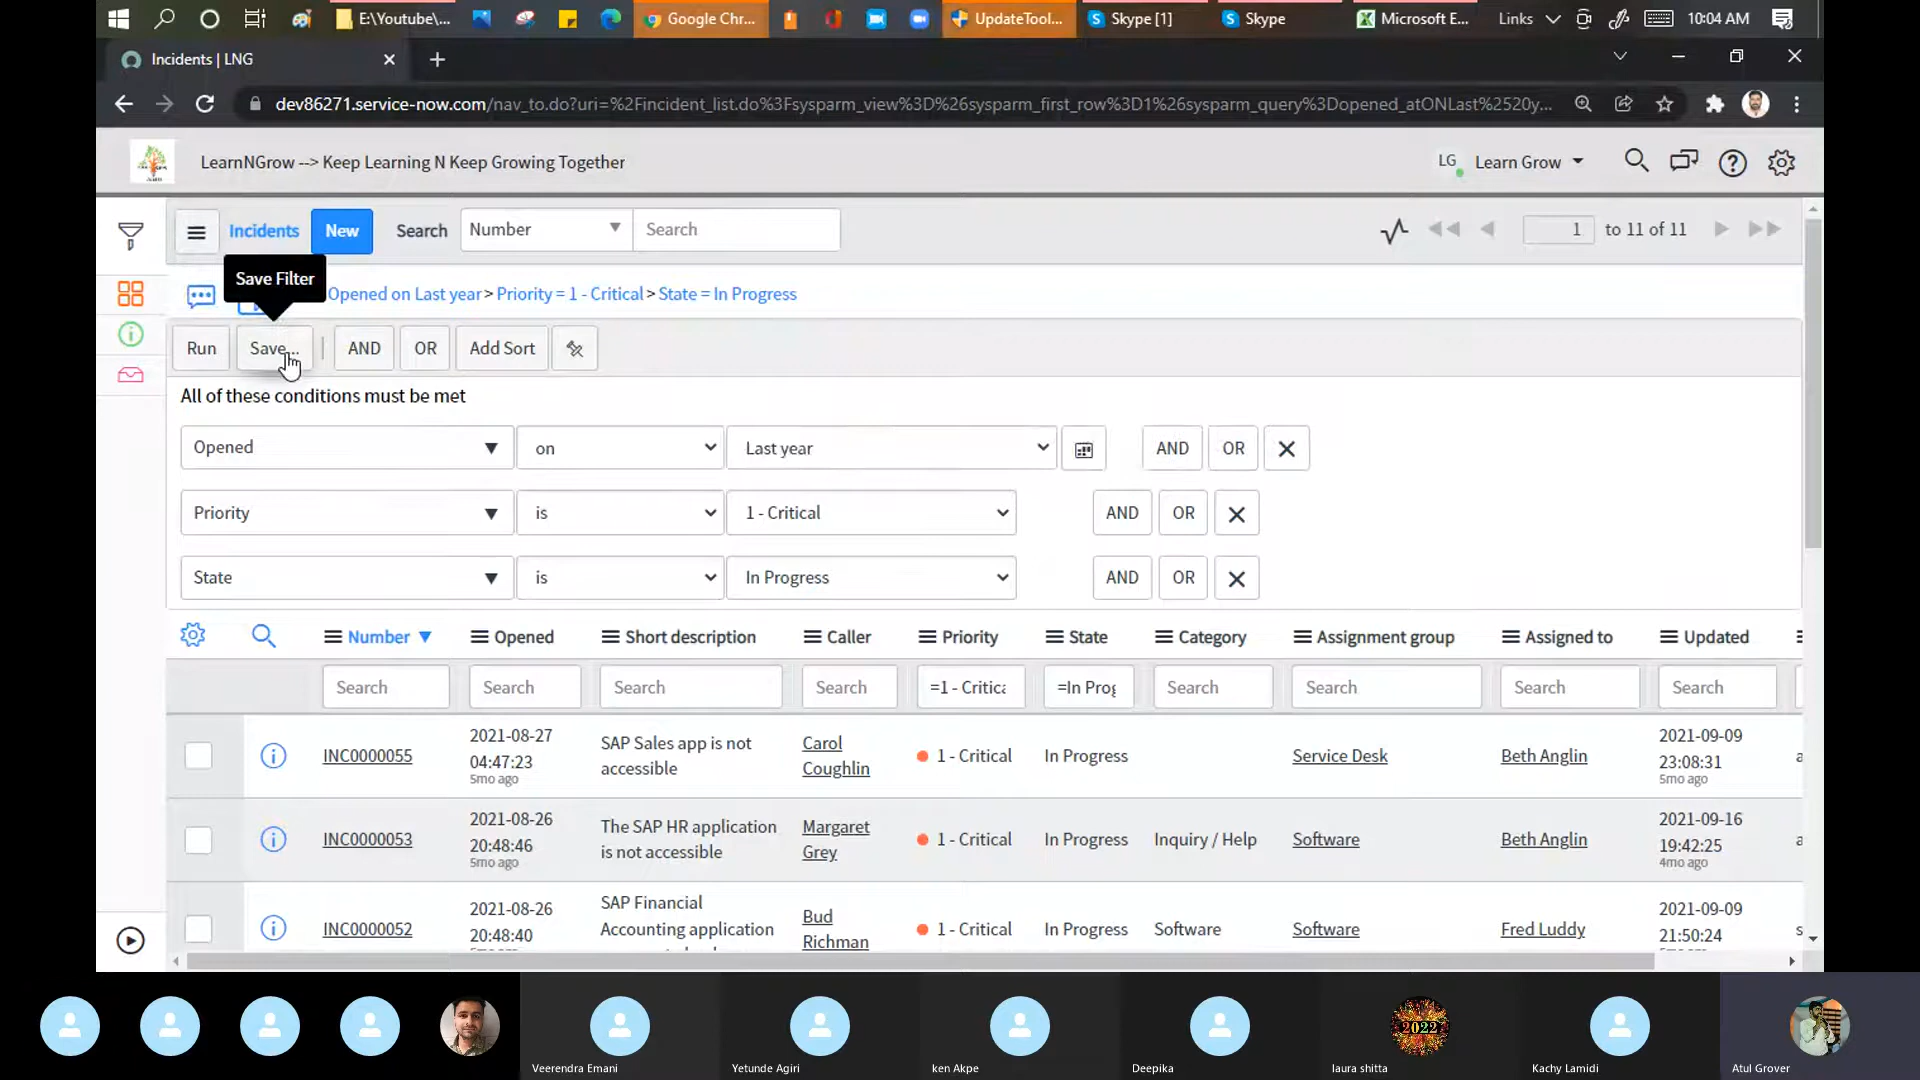 E:\Youtube\...
Google Chr...
UpdateTool...
Skype [1]
Skype
Microsoft E...
Links
10:04 AM
Incidents | LNG
dev86271.service-now.com/nav_to.do?uri=%2Fincident_list.do%3Fsysparm_view%3D%26sysparm_first_row%3D1%26sysparm_query%3Dopened_atONLast%2520y...
LearnNGrow --> Keep Learning N Keep Growing Together
LG
Learn Grow
Incidents
New
Search
Number
Search
1
to 11 of 11
Save Filter
Opened on Last year > Priority = 1 - Critical > State = In Progress
Run
Save...
AND
OR
Add Sort
All of these conditions must be met
Opened
on
Last year
AND
OR
Priority
is
1 - Critical
AND
OR
State
is
In Progress
AND
OR
Number
Opened
Short description
Caller
Priority
State
Category
Assignment group
Assigned to
Updated
Search
Search
Search
Search
=1 - Critica
=In Prog
Search
Search
Search
Search
INC0000055
2021-08-27
04:47:23
5mo ago
SAP Sales app is not
accessible
Carol
Coughlin
1 - Critical
In Progress
Service Desk
Beth Anglin
2021-09-09
23:08:31
5mo ago
a
INC0000053
2021-08-26
20:48:46
5mo ago
The SAP HR application
is not accessible
Margaret
Grey
1 - Critical
In Progress
Inquiry / Help
Software
Beth Anglin
2021-09-16
19:42:25
4mo ago
a
INC0000052
2021-08-26
20:48:40
SAP Financial
Accounting application
Bud
Richman
1 - Critical
In Progress
Software
Software
Fred Luddy
2021-09-09
21:50:24
s
2022
Veerendra Emani
Yetunde Agiri
ken Akpe
Deepika
laura shitta
Kachy Lamidi
Atul Grover